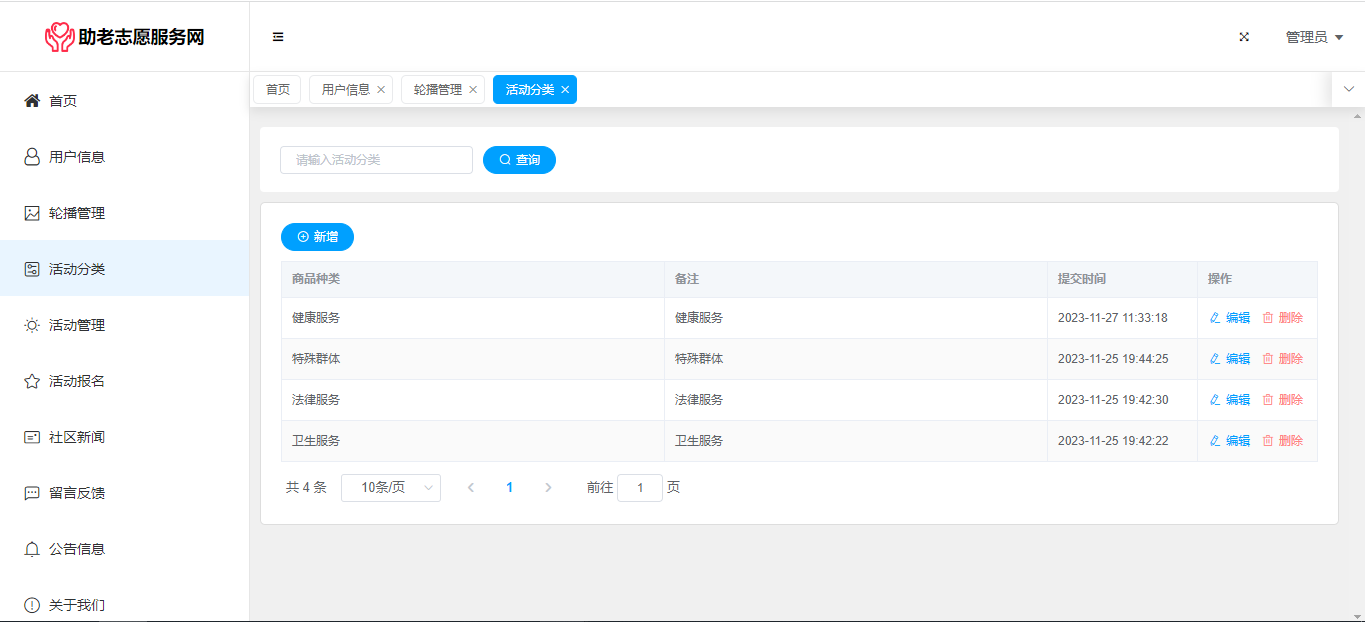 助老志愿服务网
管理员
首页
用户信息
轮播管理
活动分类
活动管理
活动报名
社区新闻
留言反馈
公告信息
关于我们
首页 用户信息 轮播管理 活动分类
请输入活动分类 查询
新增
商品种类 备注 提交时间 操作
健康服务 健康服务 2023-11-27 11:33:18 编辑 删除
特殊群体 特殊群体 2023-11-25 19:44:25 编辑 删除
法律服务 法律服务 2023-11-25 19:42:30 编辑 删除
卫生服务 卫生服务 2023-11-25 19:42:22 编辑 删除
共 4 条 10条/页 1 前往 1 页